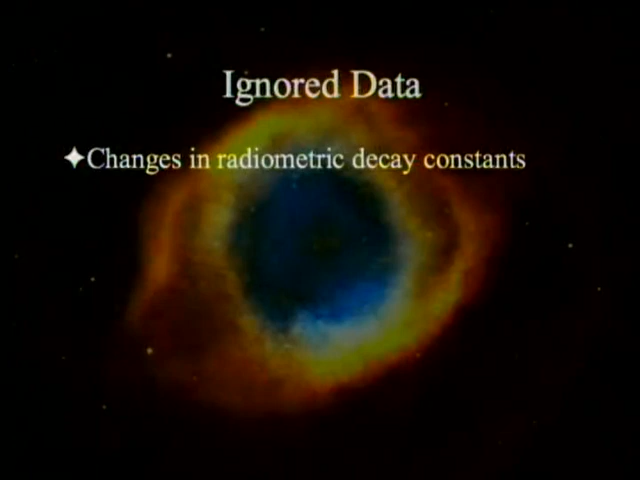 Ignored Data
✦Changes in radiometric decay constants